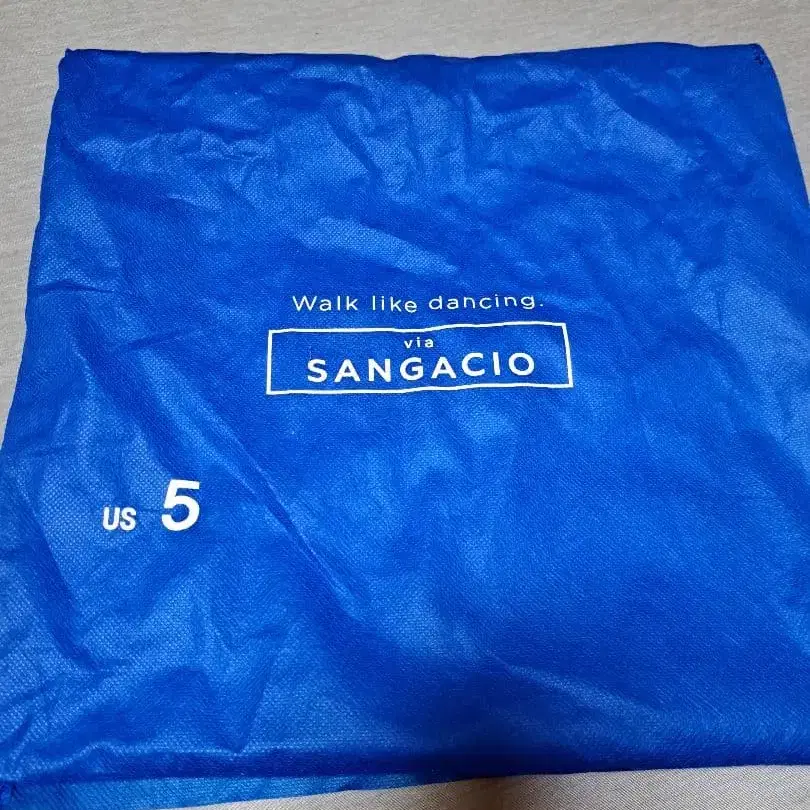 Walk like dancing.
via
SANGACIO
US 5